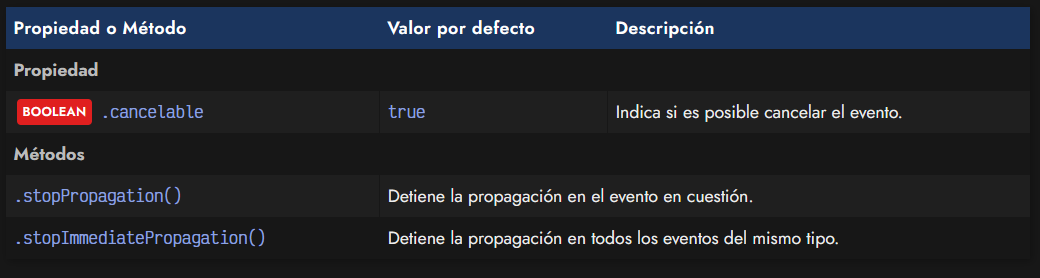 Propiedad o Método Valor por defecto Descripción
Propiedad
BOOLEAN .cancelable true Indica si es posible cancelar el evento.
Métodos
.stopPropagation() Detiene la propagación en el evento en cuestión.
.stopImmediatePropagation() Detiene la propagación en todos los eventos del mismo tipo.